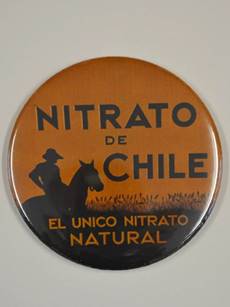 NITRATO
DE
CHILE
EL UNICO NITRATO
NATURAL